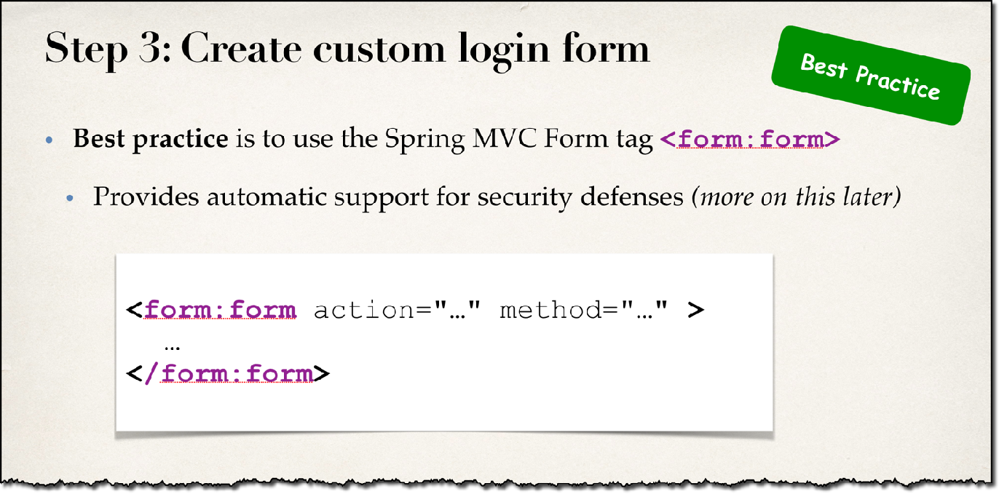 Step 3: Create custom login form
Best Practice
• Best practice is to use the Spring MVC Form tag <form:form>
• Provides automatic support for security defenses (more on this later)
<form:form action="…" method="…" >
…
</form:form>